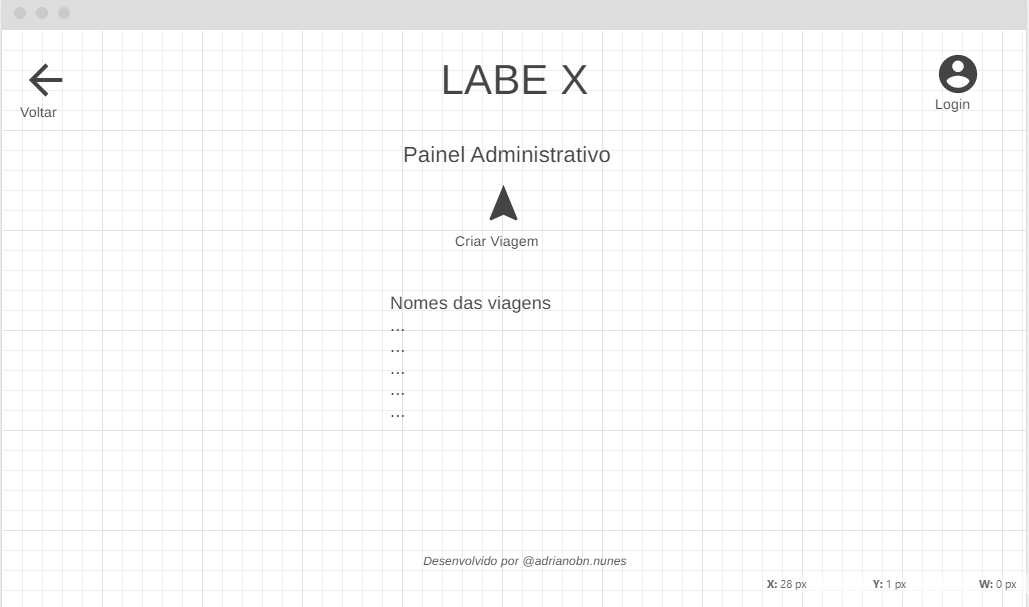 LABE X
Voltar
Login
Painel Administrativo
Criar Viagem
Nomes das viagens
...
...
...
...
...
Desenvolvido por @adrianobn.nunes
X: 28 px Y: 1 px W: 0 px